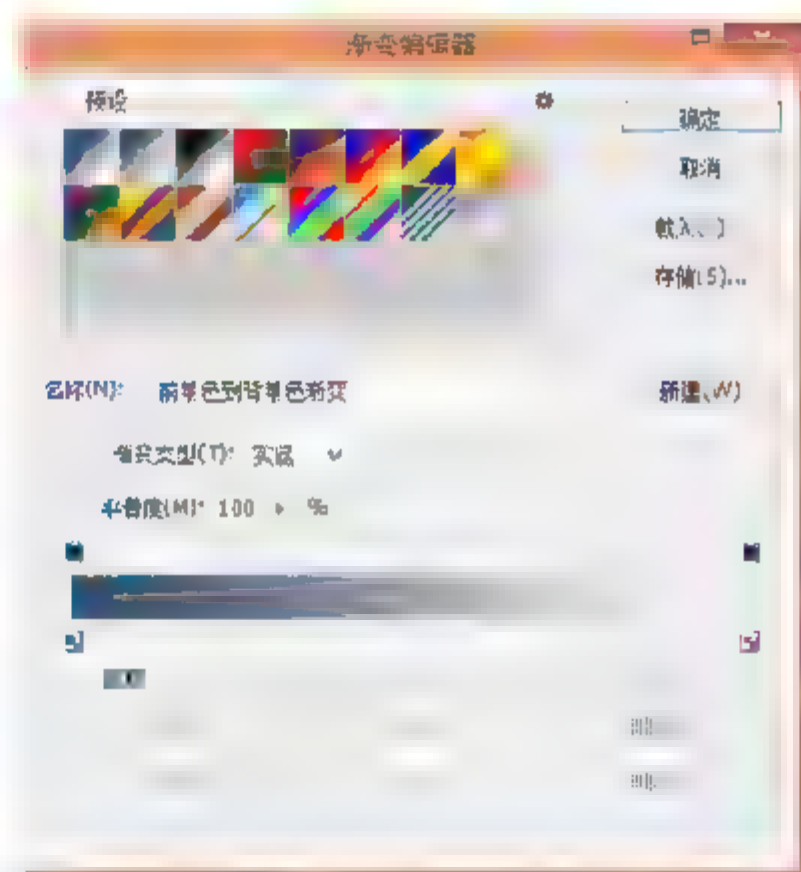 渐变编辑器
预设
确定
取消
载入
存储(S)...
名称(N): 前景色到背景色渐变
新建(W)
渐变类型(T): 实底
平滑度(M): 100 %